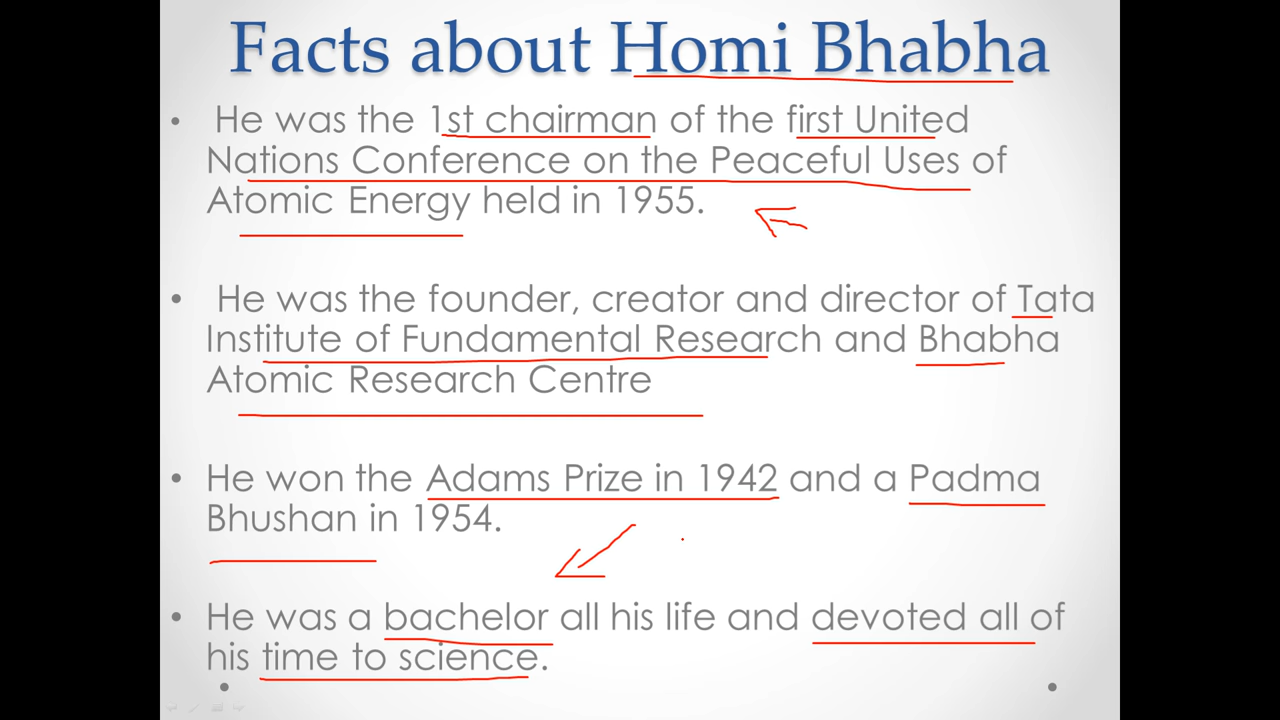 Facts about Homi Bhabha
• He was the 1st chairman of the first United
Nations Conference on the Peaceful Uses of
Atomic Energy held in 1955.
• He was the founder, creator and director of Tata
Institute of Fundamental Research and Bhabha
Atomic Research Centre
• He won the Adams Prize in 1942 and a Padma
Bhushan in 1954.
• He was a bachelor all his life and devoted all of
his time to science.